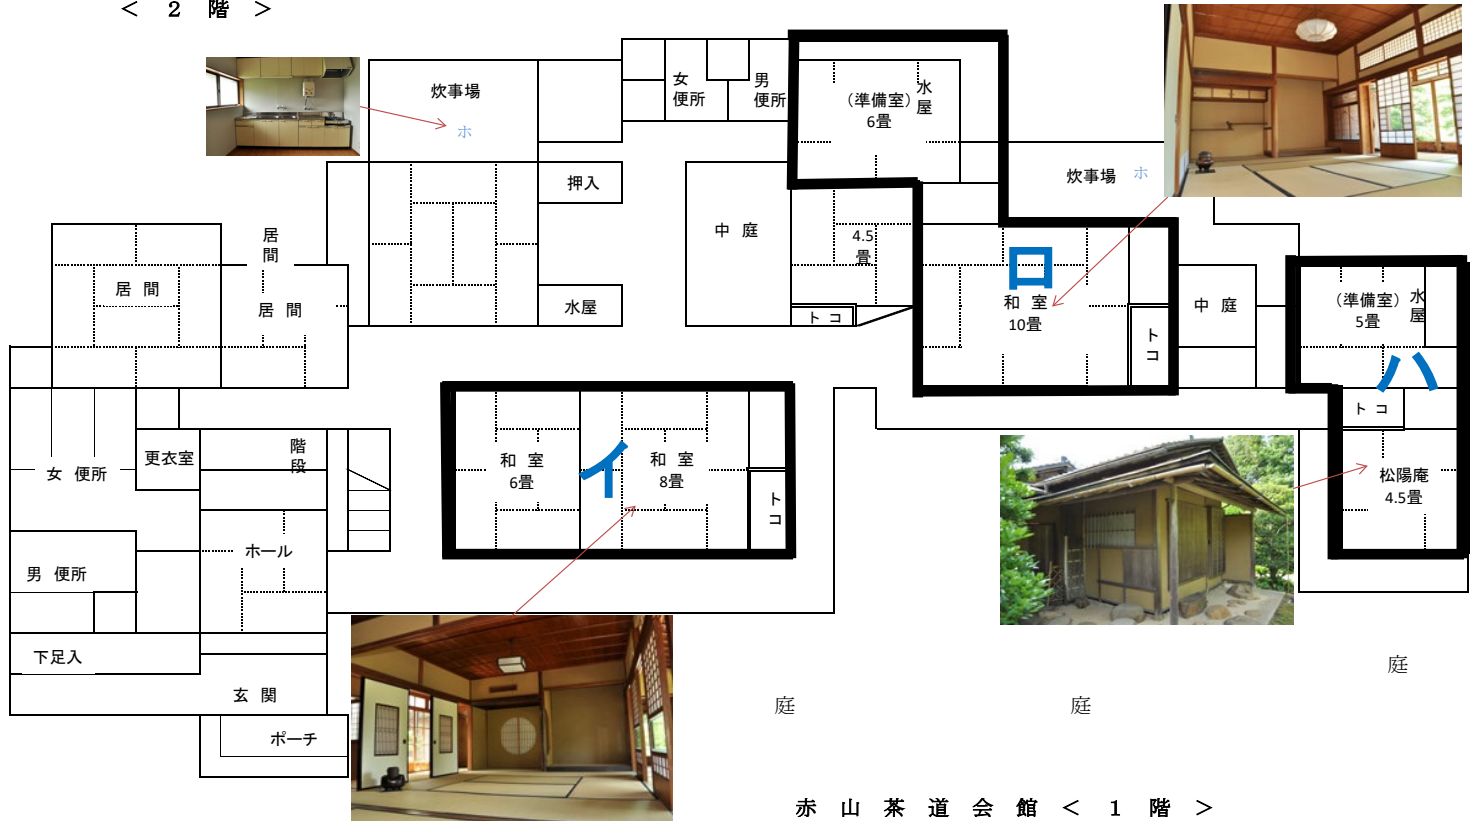 ＜ ２ 階 ＞
炊事場
ホ
女
便所
男
便所
（準備室）
6畳
水
屋
炊事場 ホ
押入
中 庭
4.5
畳
トコ
水屋
居
間
居 間
居 間
ロ
和 室
10畳
トコ
中 庭
（準備室）
5畳
水
屋
ハ
トコ
松陽庵
4.5畳
和 室
6畳
イ
和 室
8畳
トコ
更衣室
女 便所
階
段
ホール
男 便所
下足入
玄 関
ポーチ
庭
庭
庭
赤 山 茶 道 会 館 ＜ １ 階 ＞